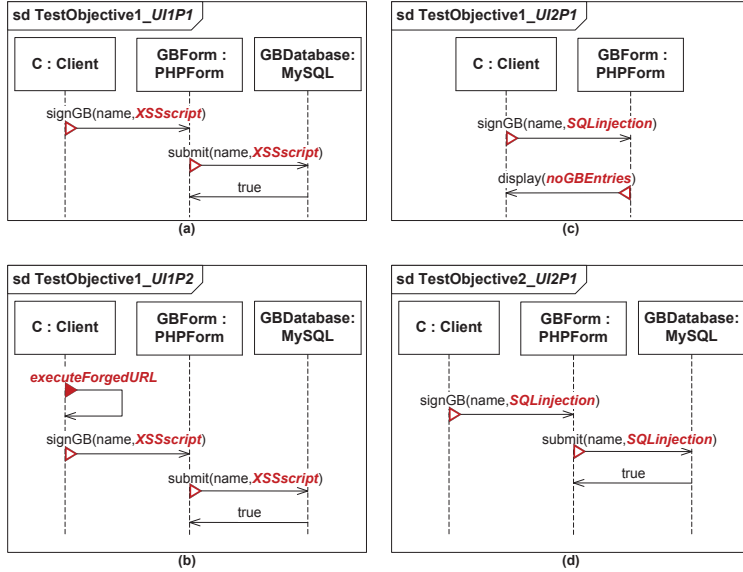 sd TestObjective1_UI1P1
C : Client
GBForm :
PHPForm
GBDatabase:
MySQL
signGB(name,XSSscript)
submit(name,XSSscript)
true
(a)
sd TestObjective1_UI2P1
C : Client
GBForm :
PHPForm
signGB(name,SQLinjection)
display(noGBEntries)
(c)
sd TestObjective1_UI1P2
C : Client
GBForm :
PHPForm
GBDatabase:
MySQL
executeForgedURL
signGB(name,XSSscript)
submit(name,XSSscript)
true
(b)
sd TestObjective2_UI2P1
C : Client
GBForm :
PHPForm
GBDatabase:
MySQL
signGB(name,SQLinjection)
submit(name,SQLinjection)
true
(d)